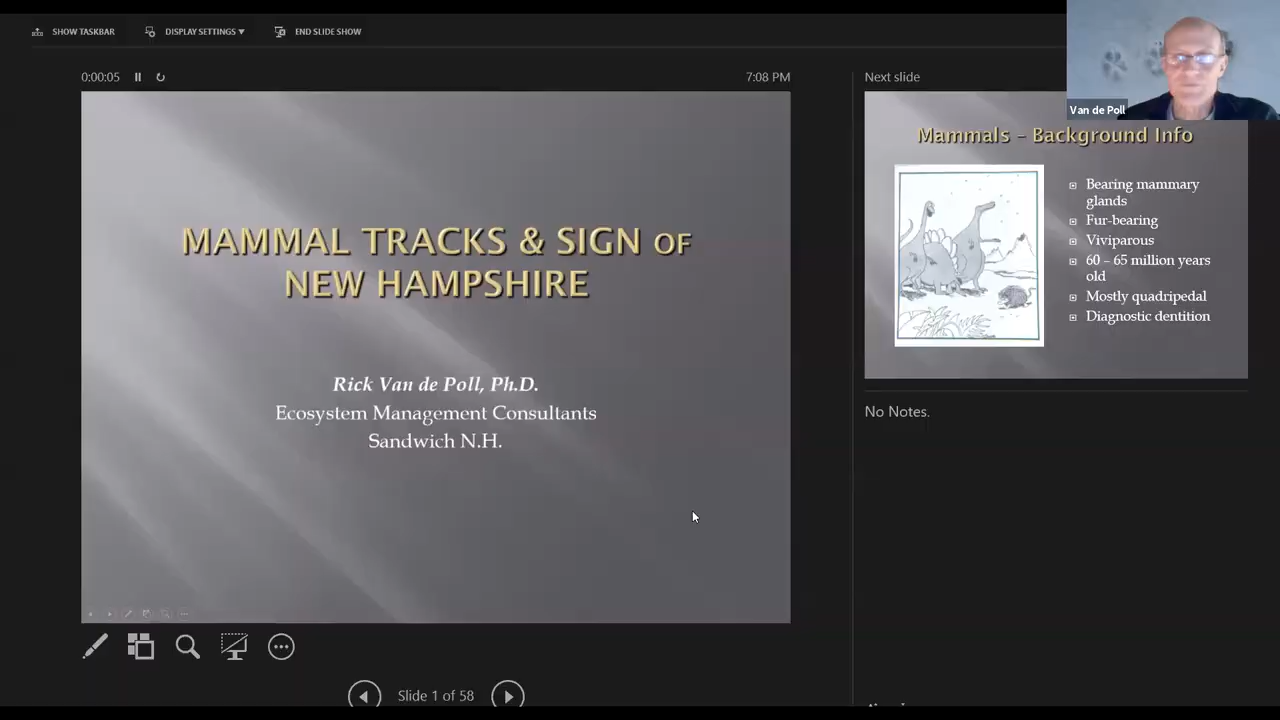 SHOW TASKBAR
DISPLAY SETTINGS ▼
END SLIDE SHOW
0:00:05
7:08 PM
Next slide
Van de Poll
MAMMAL TRACKS & SIGN OF
NEW HAMPSHIRE
Rick Van de Poll, Ph.D.
Ecosystem Management Consultants
Sandwich N.H.
Mammals - Background Info
Bearing mammary
glands
Fur-bearing
Viviparous
60 – 65 million years
old
Mostly quadripedal
Diagnostic dentition
No Notes.
Slide 1 of 58